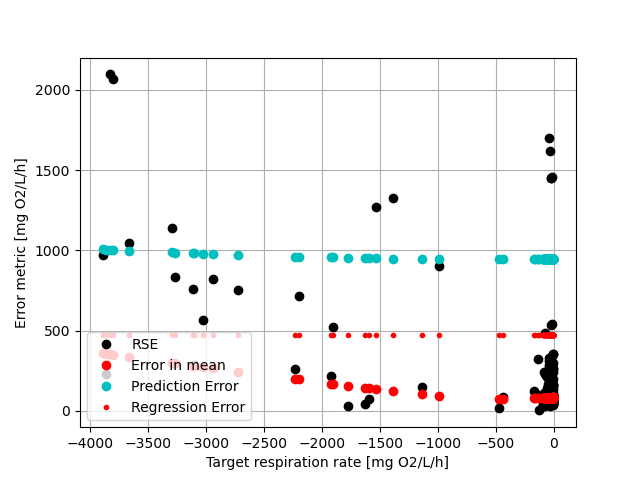 2000
1500
1000
500
0
Error metric [mg O2/L/h]
RSE
Error in mean
Prediction Error
Regression Error
−4000 −3500 −3000 −2500 −2000 −1500 −1000 −500 0
Target respiration rate [mg O2/L/h]